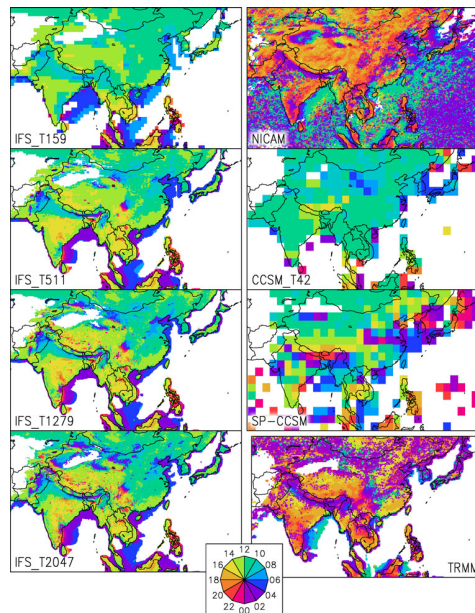 IFS_T159
NICAM
IFS_T511
CCSM_T42
IFS_T1279
SP-CCSM
IFS_T2047
TRMM
12
14 10
16 08
18 06
20 04
22 02
00